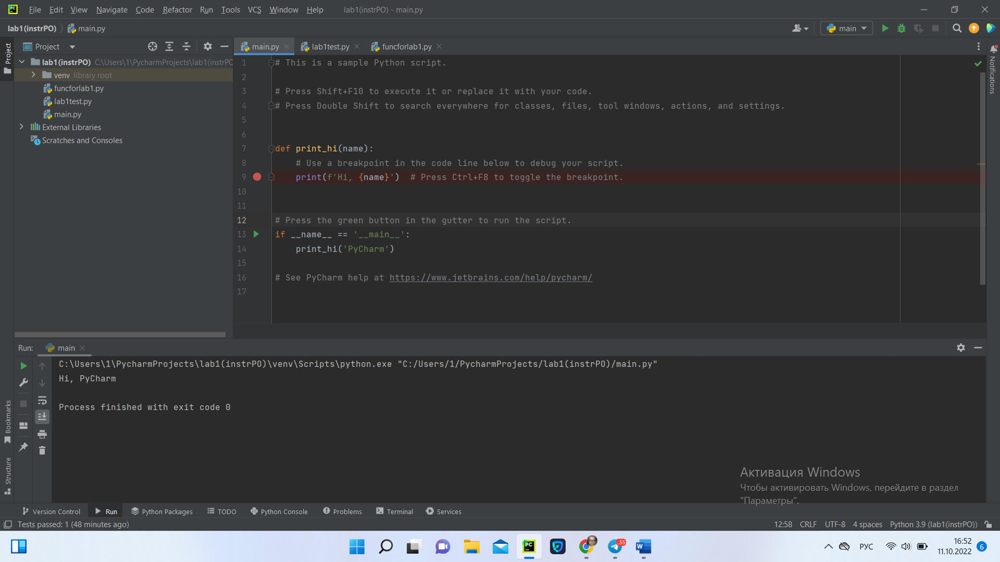 File Edit View Navigate Code Refactor Run Tools VCS Window Help lab1(instrPO) - main.py
lab1(instrPO) main.py
main
Project
main.py lab1test.py funcforlab1.py
Project
Notifications
lab1(instrPO) C:\Users\1\PycharmProjects\lab1(instrPO
venv library root
funcforlab1.py
lab1test.py
main.py
External Libraries
Scratches and Consoles
1 # This is a sample Python script.
2
3 # Press Shift+F10 to execute it or replace it with your code.
4 # Press Double Shift to search everywhere for classes, files, tool windows, actions, and settings.
5
6
7 def print_hi(name):
8 # Use a breakpoint in the code line below to debug your script.
9 print(f'Hi, {name}') # Press Ctrl+F8 to toggle the breakpoint.
10
11
12 # Press the green button in the gutter to run the script.
13 if __name__ == '__main__':
14 print_hi('PyCharm')
15
16 # See PyCharm help at https://www.jetbrains.com/help/pycharm/
17
Run: main
C:\Users\1\PycharmProjects\lab1(instrPO)\venv\Scripts\python.exe "C:/Users/1/PycharmProjects/lab1(instrPO)/main.py"
Hi, PyCharm
Process finished with exit code 0
Bookmarks
Structure
Активация Windows
Чтобы активировать Windows, перейдите в раздел
"Параметры".
Version Control Run Python Packages TODO Python Console Problems Terminal Services
Tests passed: 1 (48 minutes ago)
12:58 CRLF UTF-8 4 spaces Python 3.9 (lab1(instrPO))
PC
55
W
РУС
16:52
11.10.2022
6